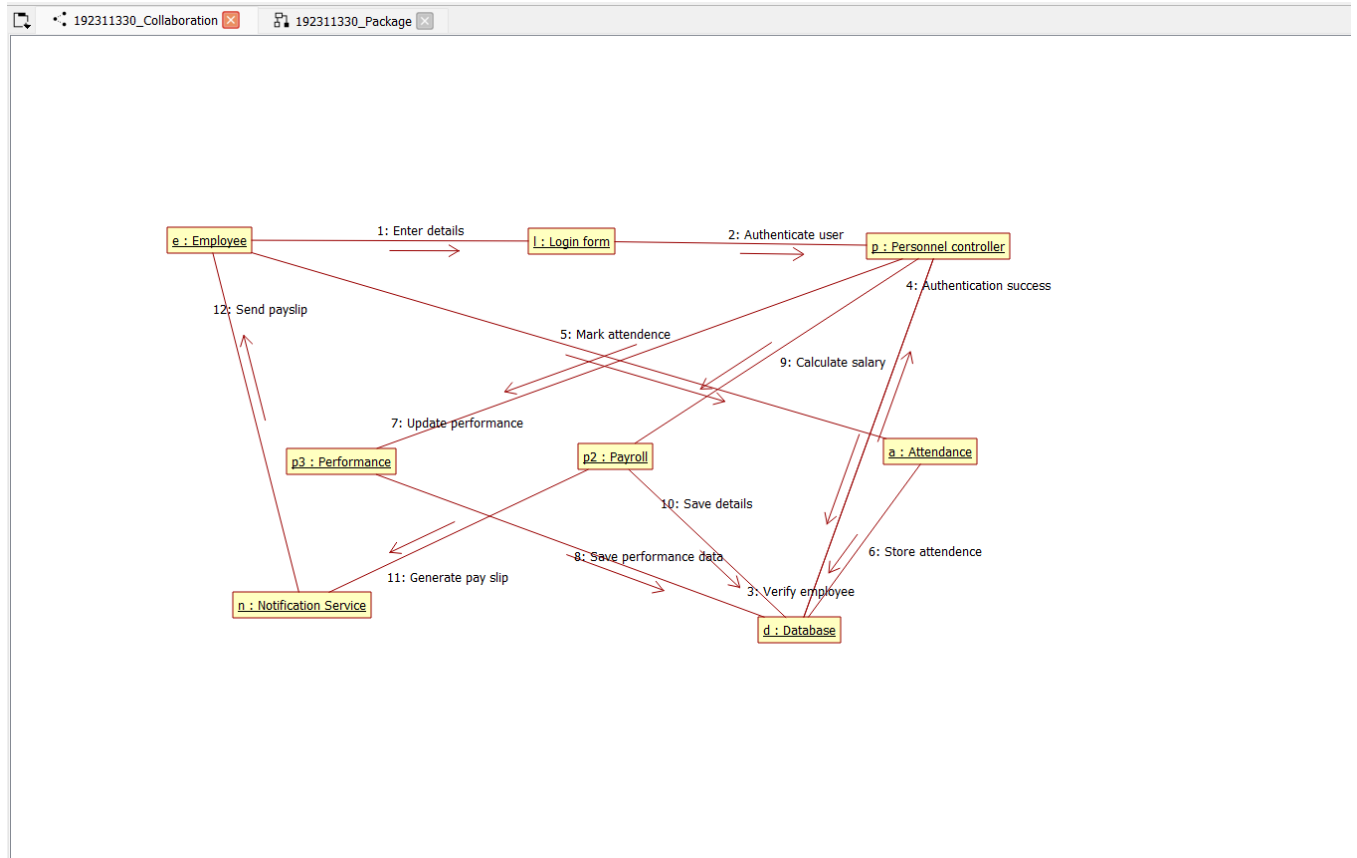 192311330_Collaboration
192311330_Package
1: Enter details
2: Authenticate user
e : Employee
l : Login form
p : Personnel controller
4: Authentication success
12: Send payslip
5: Mark attendence
9: Calculate salary
7: Update performance
p3 : Performance
p2 : Payroll
a : Attendance
10: Save details
6: Store attendence
8: Save performance data
11: Generate pay slip
3: Verify employee
n : Notification Service
d : Database